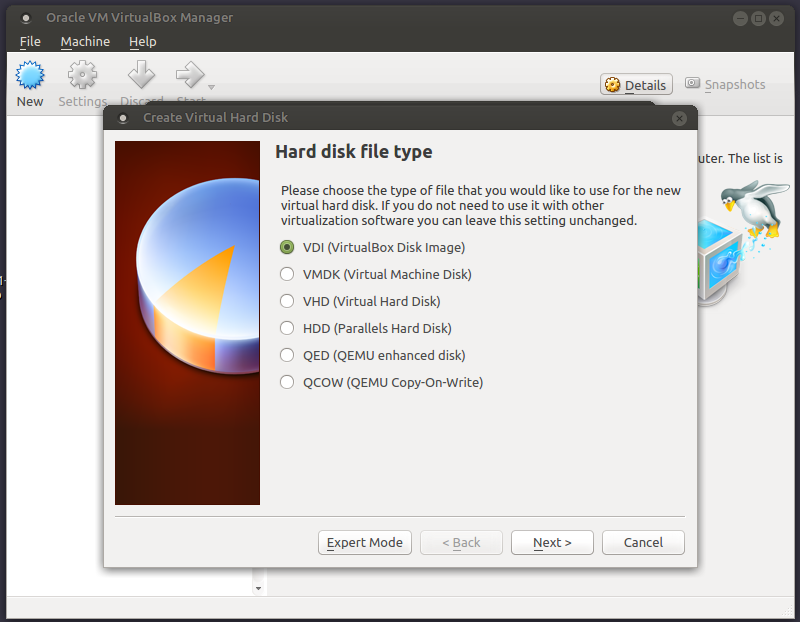 Oracle VM VirtualBox Manager
File Machine Help
New Settings Discard Start
Details Snapshots
Create Virtual Hard Disk
Hard disk file type
uter. The list is
Please choose the type of file that you would like to use for the new
virtual hard disk. If you do not need to use it with other
virtualization software you can leave this setting unchanged.
VDI (VirtualBox Disk Image)
VMDK (Virtual Machine Disk)
VHD (Virtual Hard Disk)
HDD (Parallels Hard Disk)
QED (QEMU enhanced disk)
QCOW (QEMU Copy-On-Write)
Expert Mode < Back Next > Cancel